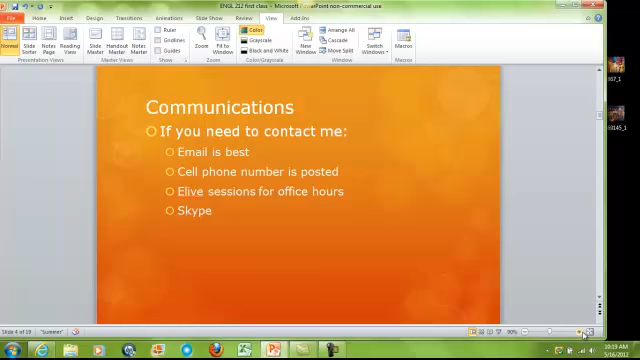 ENGL 212 first class - Microsoft PowerPoint non-commercial use
File Home Insert Design Transitions Animations Slide Show Review View Add-Ins
Normal Slide Sorter Notes Page Reading View
Presentation Views
Slide Master Handout Master Notes Master
Master Views
Ruler
Gridlines
Guides
Show
Zoom Fit to Window
Zoom
Color
Grayscale
Black and White
Color/Grayscale
New Window
Arrange All
Cascade
Move Split
Window
Switch Windows
Macros
Macros
Communications
If you need to contact me:
Email is best
Cell phone number is posted
Elive sessions for office hours
Skype
Slide 4 of 19 "Summer" 90%
10:19 AM
5/16/2012